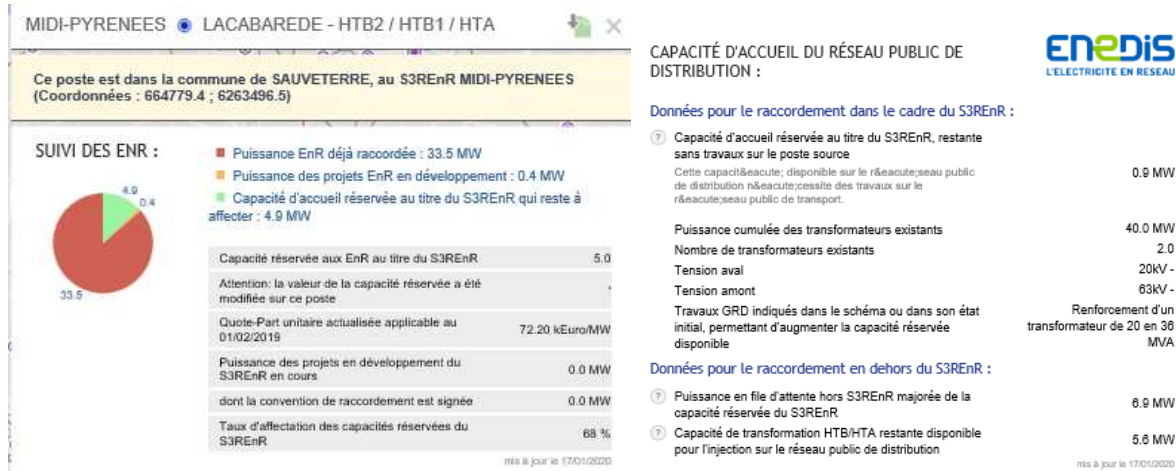 MIDI-PYRENEES LACABAREDE - HTB2 / HTB1 / HTA
Ce poste est dans la commune de SAUVETERRE, au S3REnR MIDI-PYRENEES
(Coordonnées : 664779.4 ; 6263496.5)
SUIVI DES ENR :
4.9
0.4
33.5
Puissance EnR déjà raccordée : 33.5 MW
Puissance des projets EnR en développement : 0.4 MW
Capacité d'accueil réservée au titre du S3REnR qui reste à
affecter : 4.9 MW
Capacité réservée aux EnR au titre du S3REnR 5.0
Attention: la valeur de la capacité réservée a été
modifiée sur ce poste -
Quote-Part unitaire actualisée applicable au
01/02/2019 72.20 kEuro/MW
Puissance des projets en développement du
S3REnR en cours 0.0 MW
dont la convention de raccordement est signée 0.0 MW
Taux d'affectation des capacités réservées du
S3REnR 68 %
mis à jour le 17/01/2020
CAPACITÉ D'ACCUEIL DU RÉSEAU PUBLIC DE
DISTRIBUTION :
ENEDIS
L'ELECTRICITE EN RESEAU
Données pour le raccordement dans le cadre du S3REnR :
? Capacité d'accueil réservée au titre du S3REnR, restante
sans travaux sur le poste source
Cette capacit&eacute; disponible sur le r&eacute;seau public 0.9 MW
de distribution n&eacute;cessite des travaux sur le
r&eacute;seau public de transport.
Puissance cumulée des transformateurs existants 40.0 MW
Nombre de transformateurs existants 2.0
Tension aval 20kV -
Tension amont 63kV -
Travaux GRD indiqués dans le schéma ou dans son état Renforcement d'un
initial, permettant d'augmenter la capacité réservée transformateur de 20 en 36
disponible MVA
Données pour le raccordement en dehors du S3REnR :
? Puissance en file d'attente hors S3REnR majorée de la
capacité réservée du S3REnR 6.9 MW
? Capacité de transformation HTB/HTA restante disponible
pour l'injection sur le réseau public de distribution 5.6 MW
mis à jour le 17/01/2020